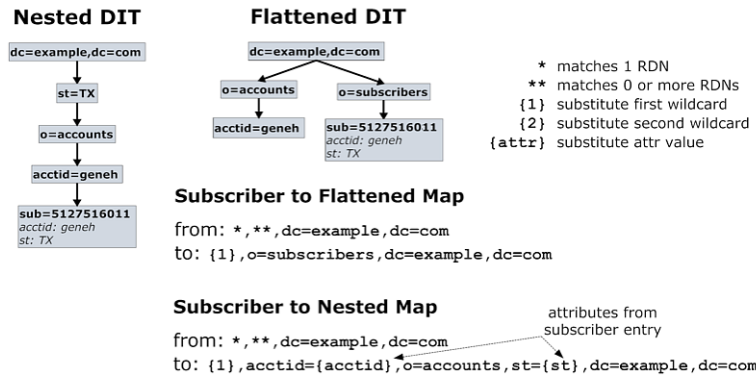 Nested DIT
dc=example,dc=com
st=TX
o=accounts
acctid=geneh
sub=5127516011
acctid: geneh
st: TX
Flattened DIT
dc=example,dc=com
o=accounts
o=subscribers
acctid=geneh
sub=5127516011
acctid: geneh
st: TX
* matches 1 RDN
** matches 0 or more RDNs
{1} substitute first wildcard
{2} substitute second wildcard
{attr} substitute attr value
Subscriber to Flattened Map
from: *,**,dc=example,dc=com
to: {1},o=subscribers,dc=example,dc=com
Subscriber to Nested Map
attributes from
subscriber entry
from: *,**,dc=example,dc=com
to: {1},acctid={acctid},o=accounts,st={st},dc=example,dc=com